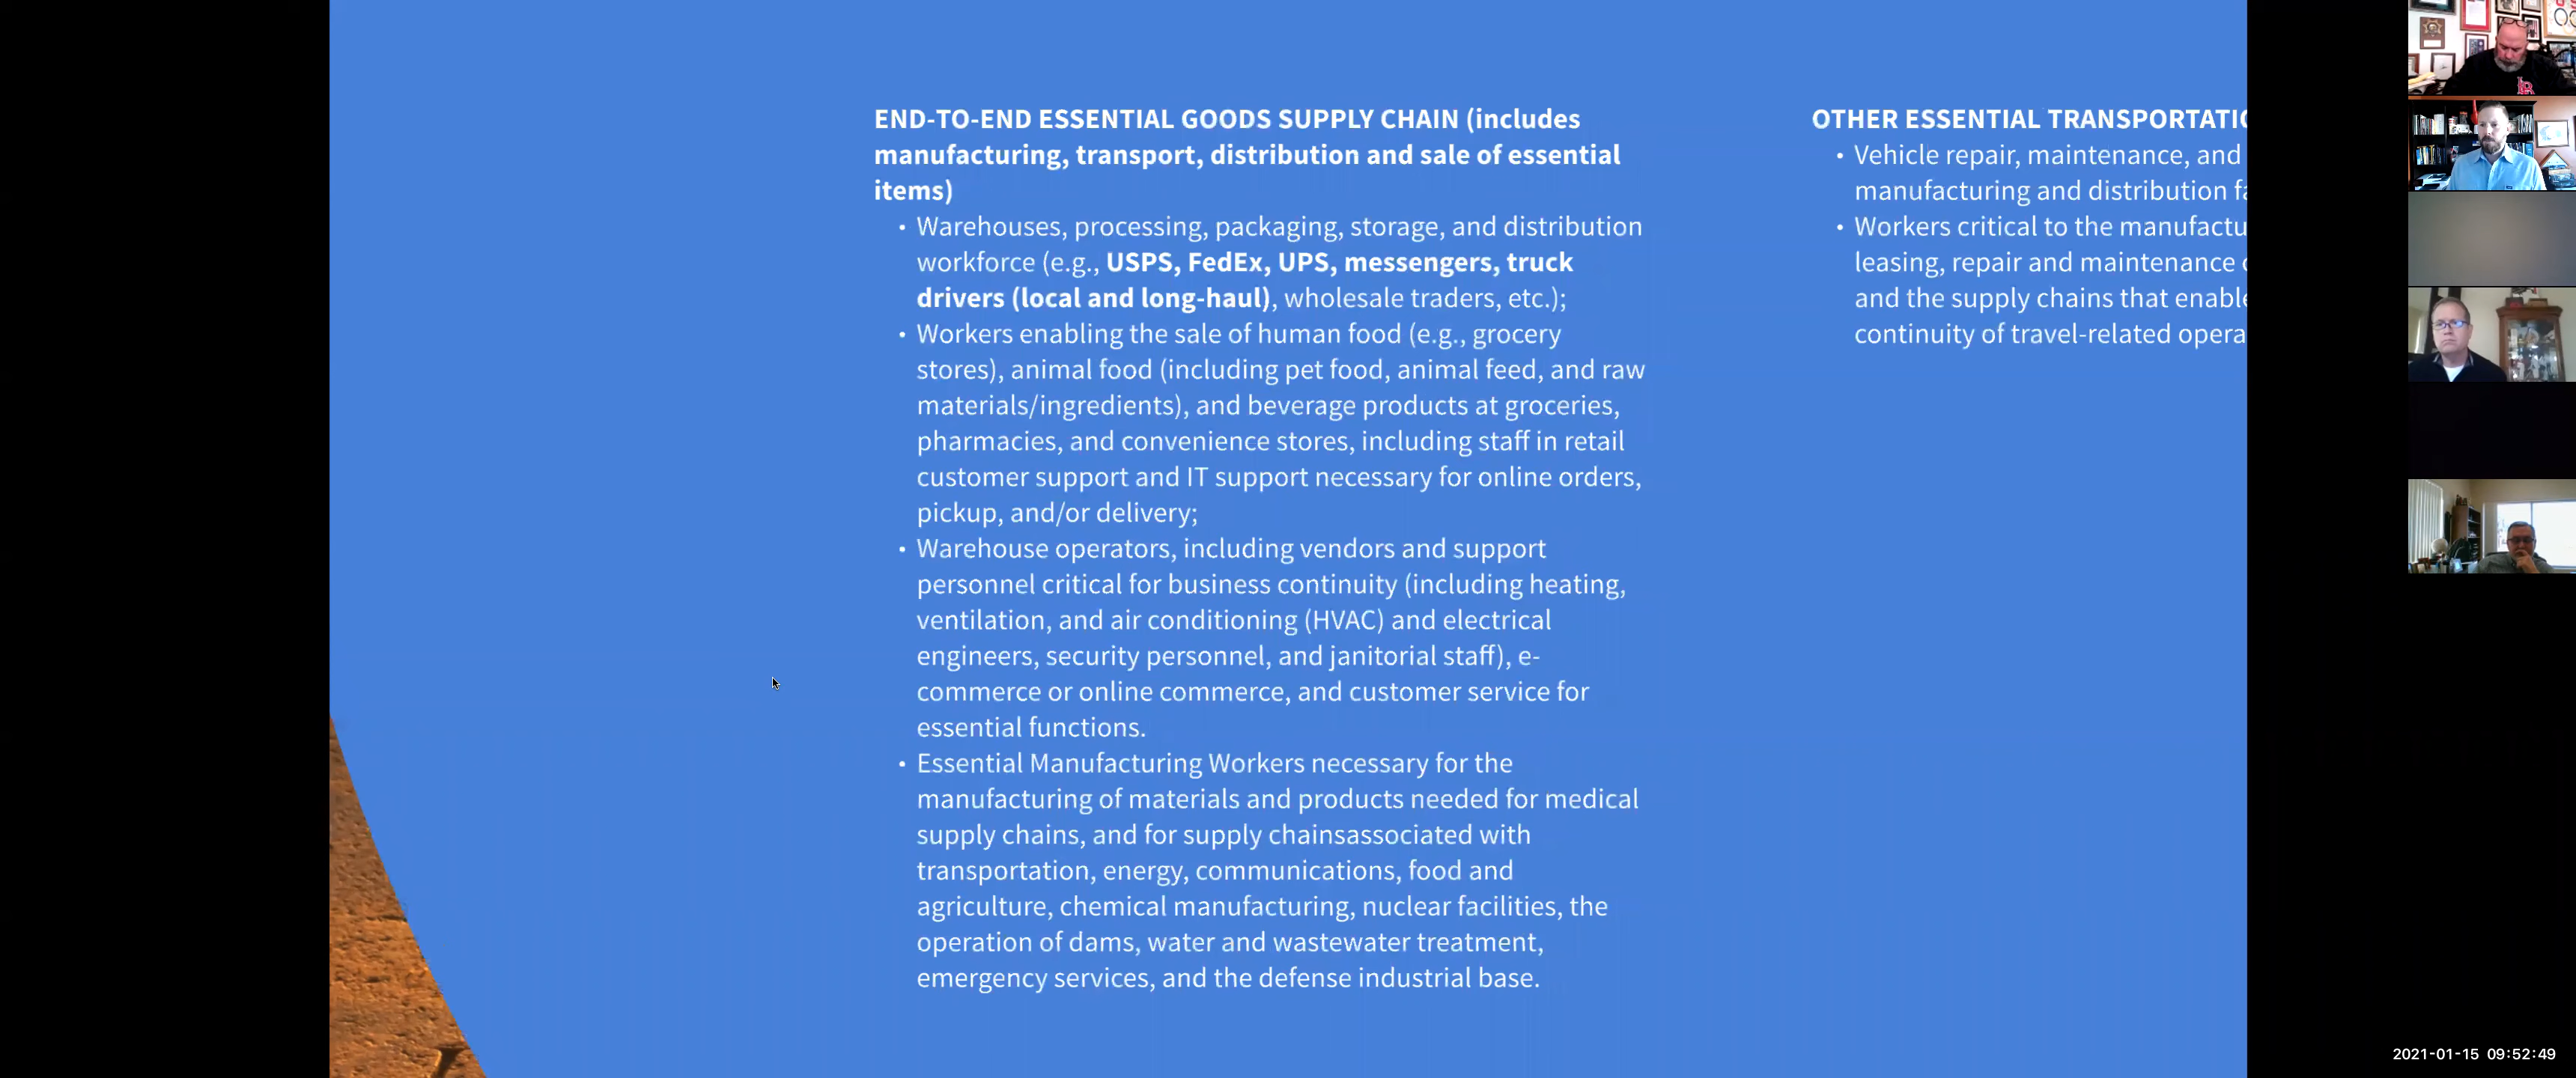 END-TO-END ESSENTIAL GOODS SUPPLY CHAIN (includes
manufacturing, transport, distribution and sale of essential
items)
• Warehouses, processing, packaging, storage, and distribution
workforce (e.g., USPS, FedEx, UPS, messengers, truck
drivers (local and long-haul), wholesale traders, etc.);
• Workers enabling the sale of human food (e.g., grocery
stores), animal food (including pet food, animal feed, and raw
materials/ingredients), and beverage products at groceries,
pharmacies, and convenience stores, including staff in retail
customer support and IT support necessary for online orders,
pickup, and/or delivery;
• Warehouse operators, including vendors and support
personnel critical for business continuity (including heating,
ventilation, and air conditioning (HVAC) and electrical
engineers, security personnel, and janitorial staff), e-
commerce or online commerce, and customer service for
essential functions.
• Essential Manufacturing Workers necessary for the
manufacturing of materials and products needed for medical
supply chains, and for supply chainsassociated with
transportation, energy, communications, food and
agriculture, chemical manufacturing, nuclear facilities, the
operation of dams, water and wastewater treatment,
emergency services, and the defense industrial base.
OTHER ESSENTIAL
• Vehicle repair, maintenance, and
manufacturing and distribution
• Workers critical to the
leasing, repair and maintenance
and the supply chains that
continuity of travel-related
2021-01-15 09:52:49